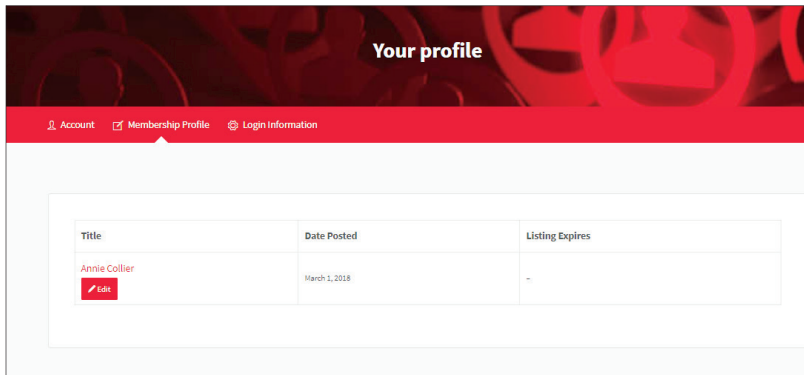 Your profile
Account Membership Profile Login Information
Title Date Posted Listing Expires
Annie Collier
March 1, 2018 –
Edit